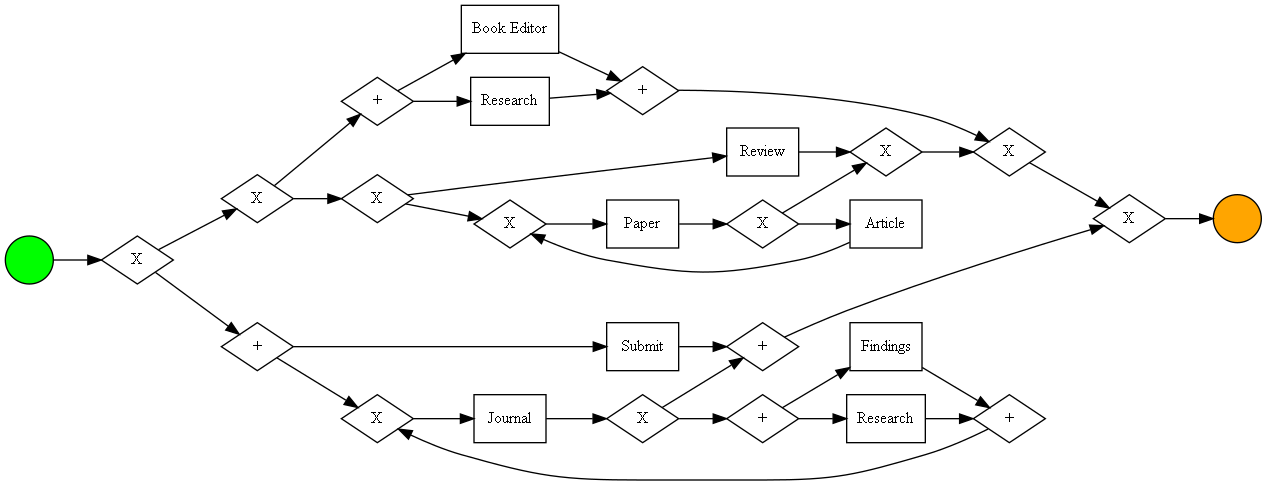 Book Editor
+
Research
+
Review
X
X
X
X
X
Paper
X
Article
X
X
+
Submit
+
Findings
X
Journal
X
+
Research
+